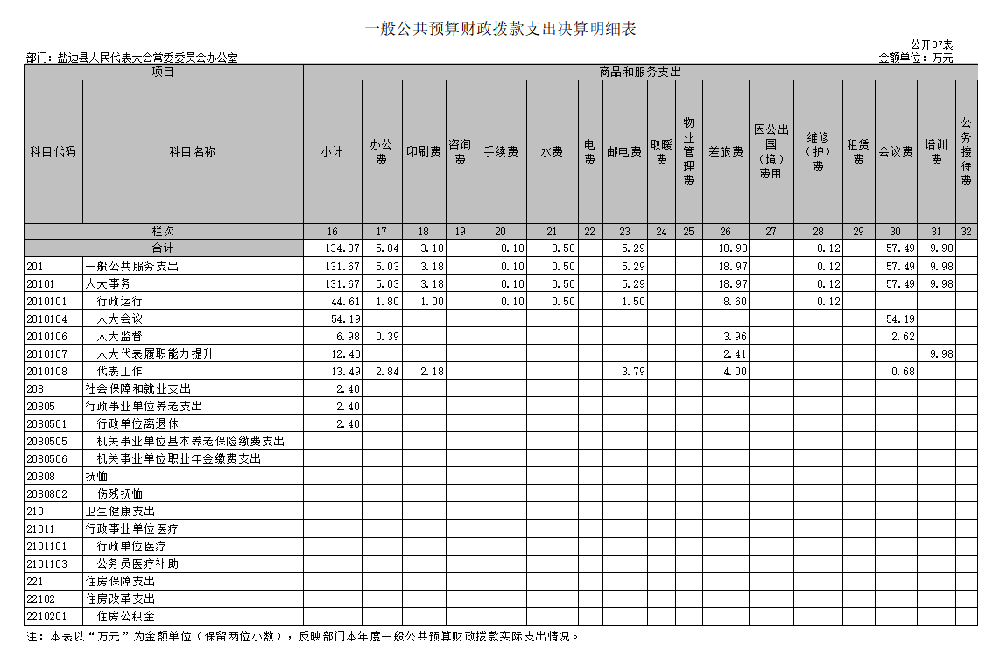 一般公共预算财政拨款支出决算明细表
公开07表
部门：盐边县人民代表大会常委委员会办公室 金额单位：万元
项目 商品和服务支出
科目代码 科目名称 小计 办公费 印刷费 咨询费 手续费 水费 电费 邮电费 取暖费 物业管理费 差旅费 因公出国（境）费用 维修（护）费 租赁费 会议费 培训费 公务接待费
栏次 16 17 18 19 20 21 22 23 24 25 26 27 28 29 30 31 32
合计 134.07 5.04 3.18 0.10 0.50 5.29 18.98 0.12 57.49 9.98
201 一般公共服务支出 131.67 5.03 3.18 0.10 0.50 5.29 18.97 0.12 57.49 9.98
20101 人大事务 131.67 5.03 3.18 0.10 0.50 5.29 18.97 0.12 57.49 9.98
2010101 行政运行 44.61 1.80 1.00 0.10 0.50 1.50 8.60 0.12
2010104 人大会议 54.19 54.19
2010106 人大监督 6.98 0.39 3.96 2.62
2010107 人大代表履职能力提升 12.40 2.41 9.98
2010108 代表工作 13.49 2.84 2.18 3.79 4.00 0.68
208 社会保障和就业支出 2.40
20805 行政事业单位养老支出 2.40
2080501 行政单位离退休 2.40
2080505 机关事业单位基本养老保险缴费支出
2080506 机关事业单位职业年金缴费支出
20808 抚恤
2080802 伤残抚恤
210 卫生健康支出
21011 行政事业单位医疗
2101101 行政单位医疗
2101103 公务员医疗补助
221 住房保障支出
22102 住房改革支出
2210201 住房公积金
注：本表以“万元”为金额单位（保留两位小数），反映部门本年度一般公共预算财政拨款实际支出情况。